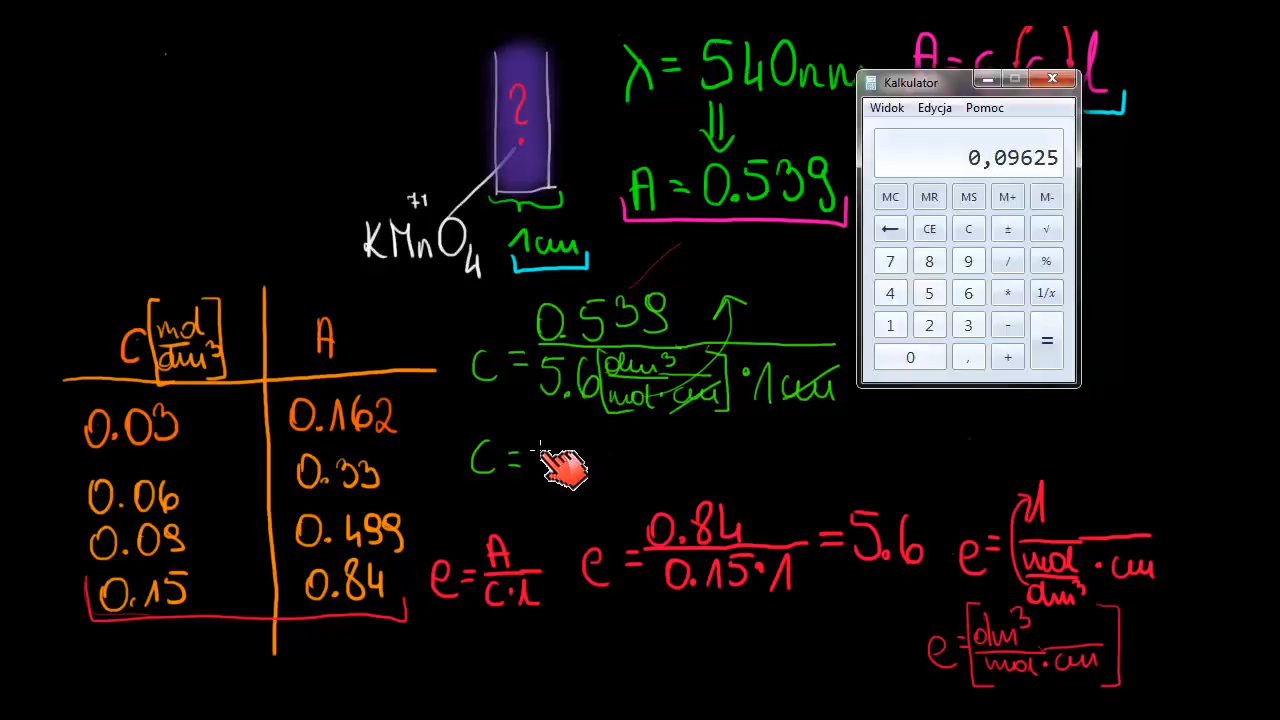 λ = 540nm
A = c ( c ) l
?
A = 0.539
KMnO4
+1
1cm
Kalkulator
Widok Edycja Pomoc
0,09625
MC MR MS M+ M-
← CE C ± √
7 8 9 / %
4 5 6 * 1/x
1 2 3 - =
0 , +
C [mol/dm³] A
0.03 0.162
0.06 0.33
0.09 0.499
0.15 0.84
C = 0.539 / 5.6 [dm³/mol·cm] · 1cm
C =
e = A / c·l
e = 0.84 / 0.15·1 = 5.6
e = 1 / mol/dm³ · cm
e = [dm³/mol·cm]